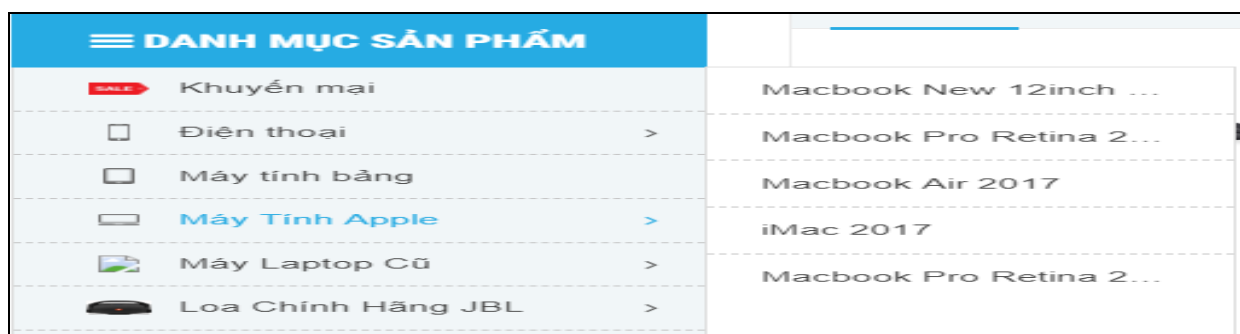 DANH MỤC SẢN PHẨM
SALE
Khuyến mại
Điện thoại >
Máy tính bảng
Máy Tính Apple >
Máy Laptop Cũ >
Loa Chính Hãng JBL >
Macbook New 12inch ...
Macbook Pro Retina 2...
Macbook Air 2017
iMac 2017
Macbook Pro Retina 2...